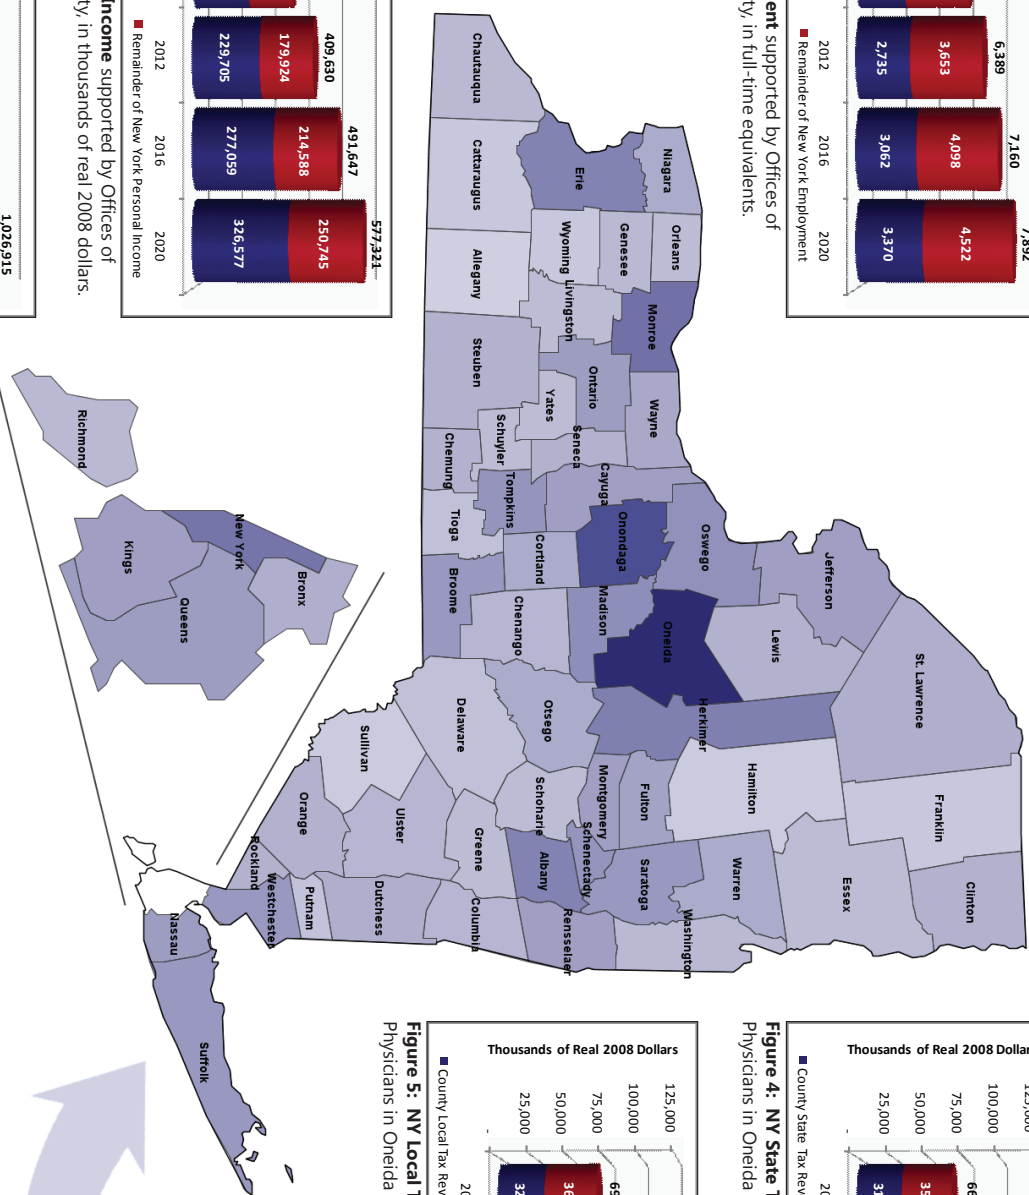 6,389
7,160
7,892
3,653
4,098
4,522
2,735
3,062
3,370
2012
2016
2020
Remainder of New York Employment
ent supported by Offices of
ty, in full-time equivalents.
409,630
491,647
577,321
179,924
214,588
250,745
229,705
277,059
326,577
2012
2016
2020
Remainder of New York Personal Income
Income supported by Offices of
ty, in thousands of real 2008 dollars.
1,026,915
Clinton
Franklin
St. Lawrence
Essex
Jefferson
Lewis
Hamilton
Warren
Washington
Herkimer
Oswego
Oneida
Niagara
Orleans
Monroe
Wayne
Fulton
Saratoga
Genesee
Onondaga
Madison
Montgomery
Schenectady
Erie
Wyoming
Livingston
Ontario
Seneca
Cayuga
Yates
Cortland
Otsego
Schoharie
Albany
Rensselaer
Chautauqua
Cattaraugus
Allegany
Steuben
Schuyler
Chemung
Tompkins
Tioga
Broome
Chenango
Delaware
Greene
Columbia
Sullivan
Ulster
Dutchess
Orange
Putnam
Rockland
Westchester
Nassau
Suffolk
Richmond
New York
Bronx
Kings
Queens
Thousands of Real 2008 Dollar
100,000
75,000
50,000
25,000
-
County State Tax Rev
Figure 4: NY State T
Physicians in Oneida
Thousands of Real 2008 Dollars
125,000
100,000
75,000
50,000
25,000
-
County Local Tax Rev
Figure 5: NY Local T
Physicians in Oneida